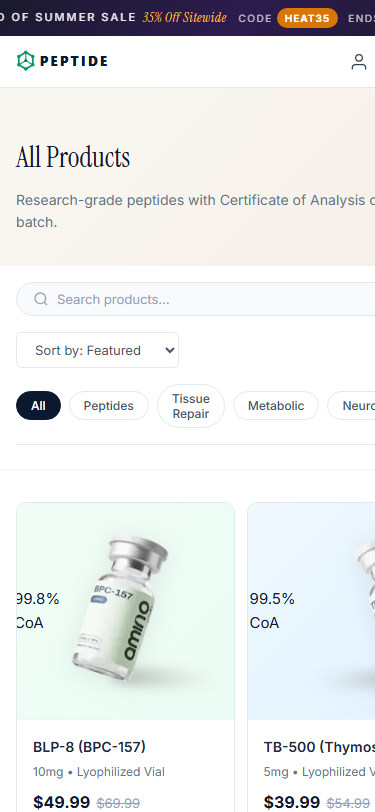 D OF SUMMER SALE 35% Off Sitewide CODE HEAT35 ENDS
PEPTIDE
All Products
Research-grade peptides with Certificate of Analysis
batch.
Search products...
Sort by: Featured
All
Peptides
Tissue
Repair
Metabolic
Neuro
99.8%
CoA
BPC-157
amino
99.5%
CoA
BLP-8 (BPC-157)
10mg • Lyophilized Vial
$49.99 $69.99
TB-500 (Thymos
5mg • Lyophilized Vial
$39.99 $54.99